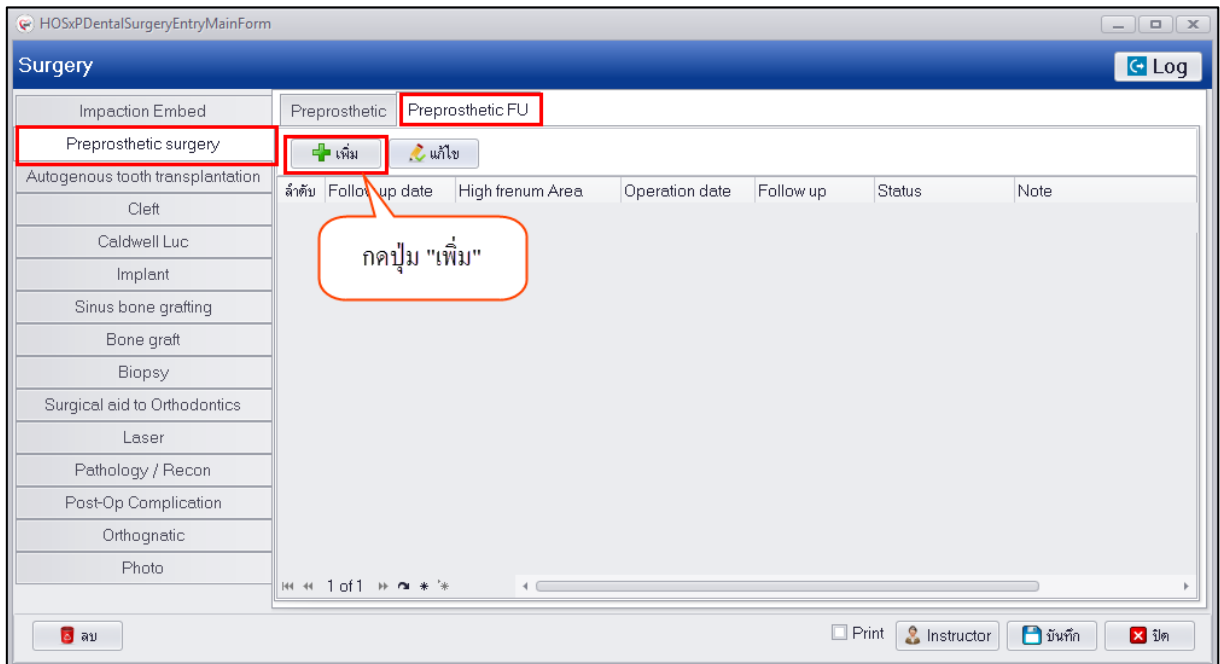 HOSxPDentalSurgeryEntryMainForm
Surgery
Log
Impaction Embed
Preprosthetic surgery
Autogenous tooth transplantation
Cleft
Caldwell Luc
Implant
Sinus bone grafting
Bone graft
Biopsy
Surgical aid to Orthodontics
Laser
Pathology / Recon
Post-Op Complication
Orthognatic
Photo
Preprosthetic Preprosthetic FU
เพิ่ม แก้ไข
ลำดับ Follow up date High frenum Area Operation date Follow up Status Note
กดปุ่ม "เพิ่ม"
1 of 1
ลบ Print Instructor บันทึก ปิด